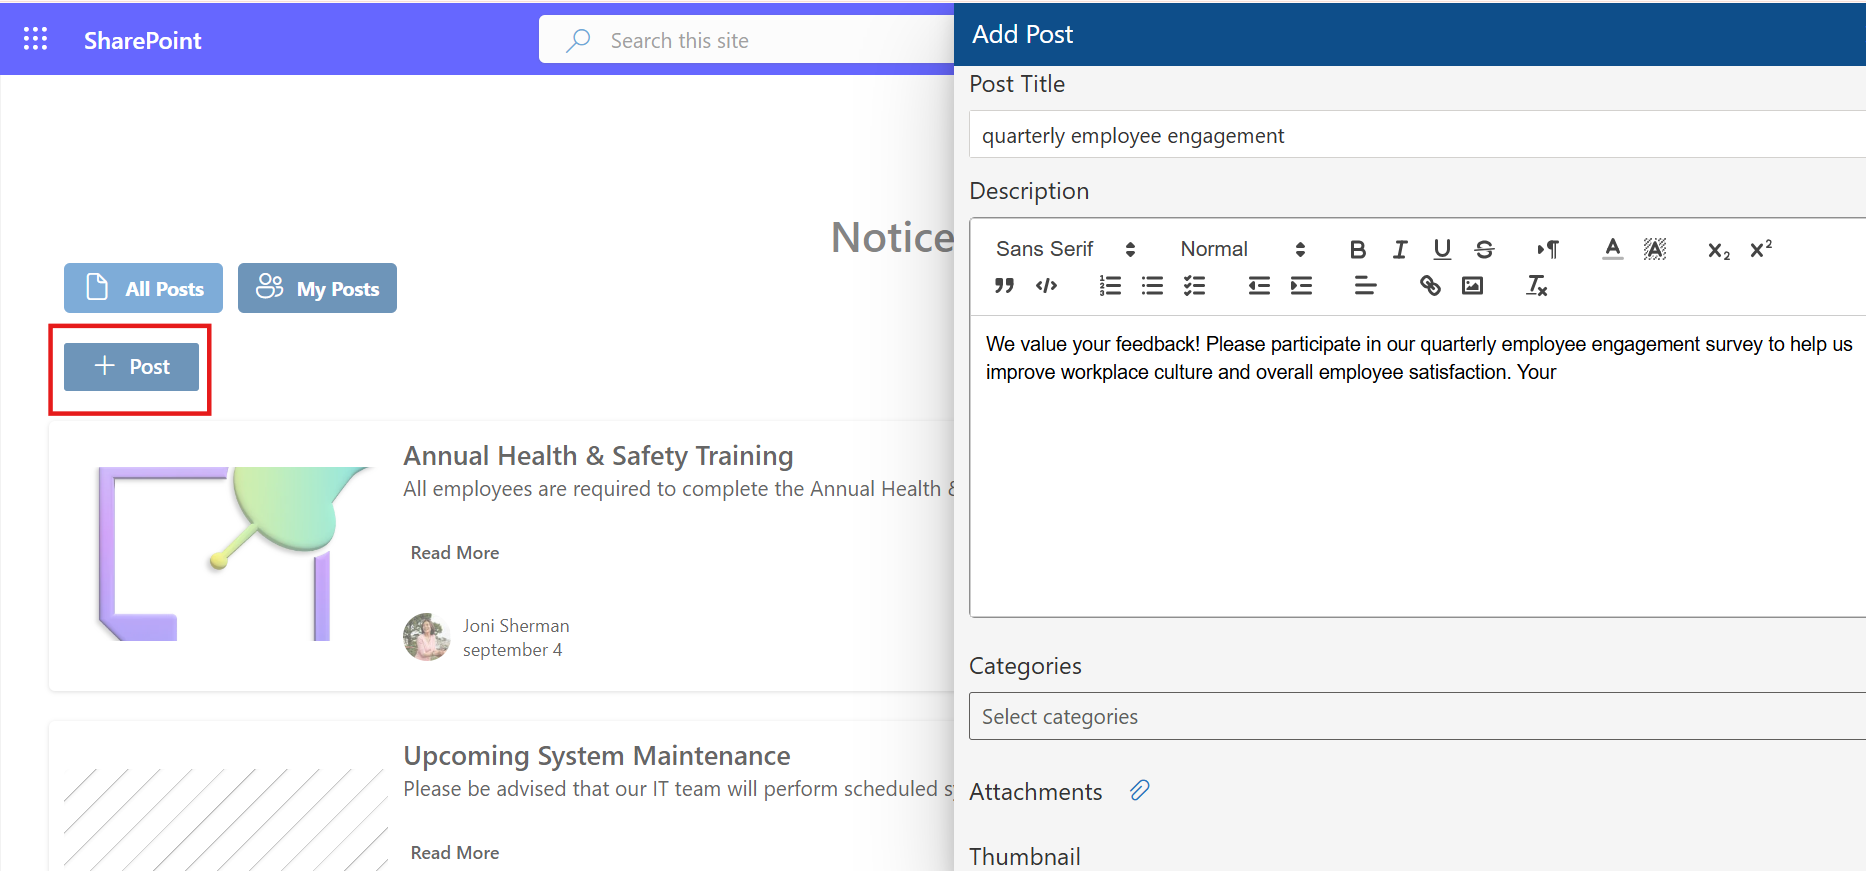 SharePoint
Search this site
Notice
All Posts
My Posts
Post
Annual Health & Safety Training
All employees are required to complete the Annual Health &
Read More
Joni Sherman
september 4
Upcoming System Maintenance
Please be advised that our IT team will perform scheduled
Read More
Add Post
Post Title
quarterly employee engagement
Description
Sans Serif
Normal
We value your feedback! Please participate in our quarterly employee engagement survey to help us
improve workplace culture and overall employee satisfaction. Your
Categories
Select categories
Attachments
Thumbnail